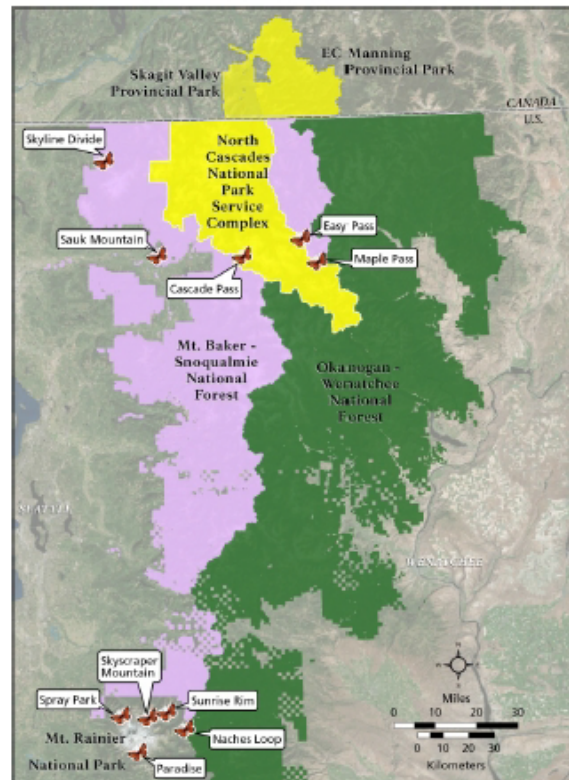 EC Manning
Provincial Park
Skagit Valley
Provincial Park
CANADA
U.S.
Skyline Divide
North
Cascades
National
Park
Service
Complex
Easy Pass
Sauk Mountain
Maple Pass
Cascade Pass
Mt. Baker -
Snoqualmie
National
Forest
Okanogan -
Wenatchee
National
Forest
SEATTLE
WENATCHEE
Skyscraper
Mountain
Spray Park
Sunrise Rim
Naches Loop
Mt. Rainier
National Park
Paradise
N
W
E
S
Miles
0 10 20 30
0 10 20 30
Kilometers